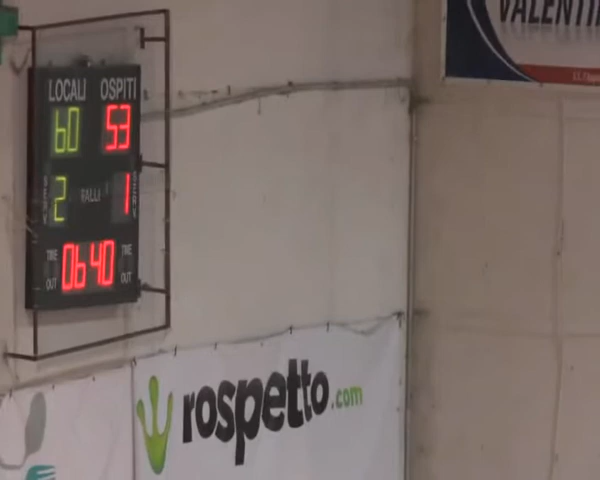 VALENTI
LOCALI OSPITI
60 53
2 FALLI 1
TIME OUT 06 40 TIME OUT
rospetto.com